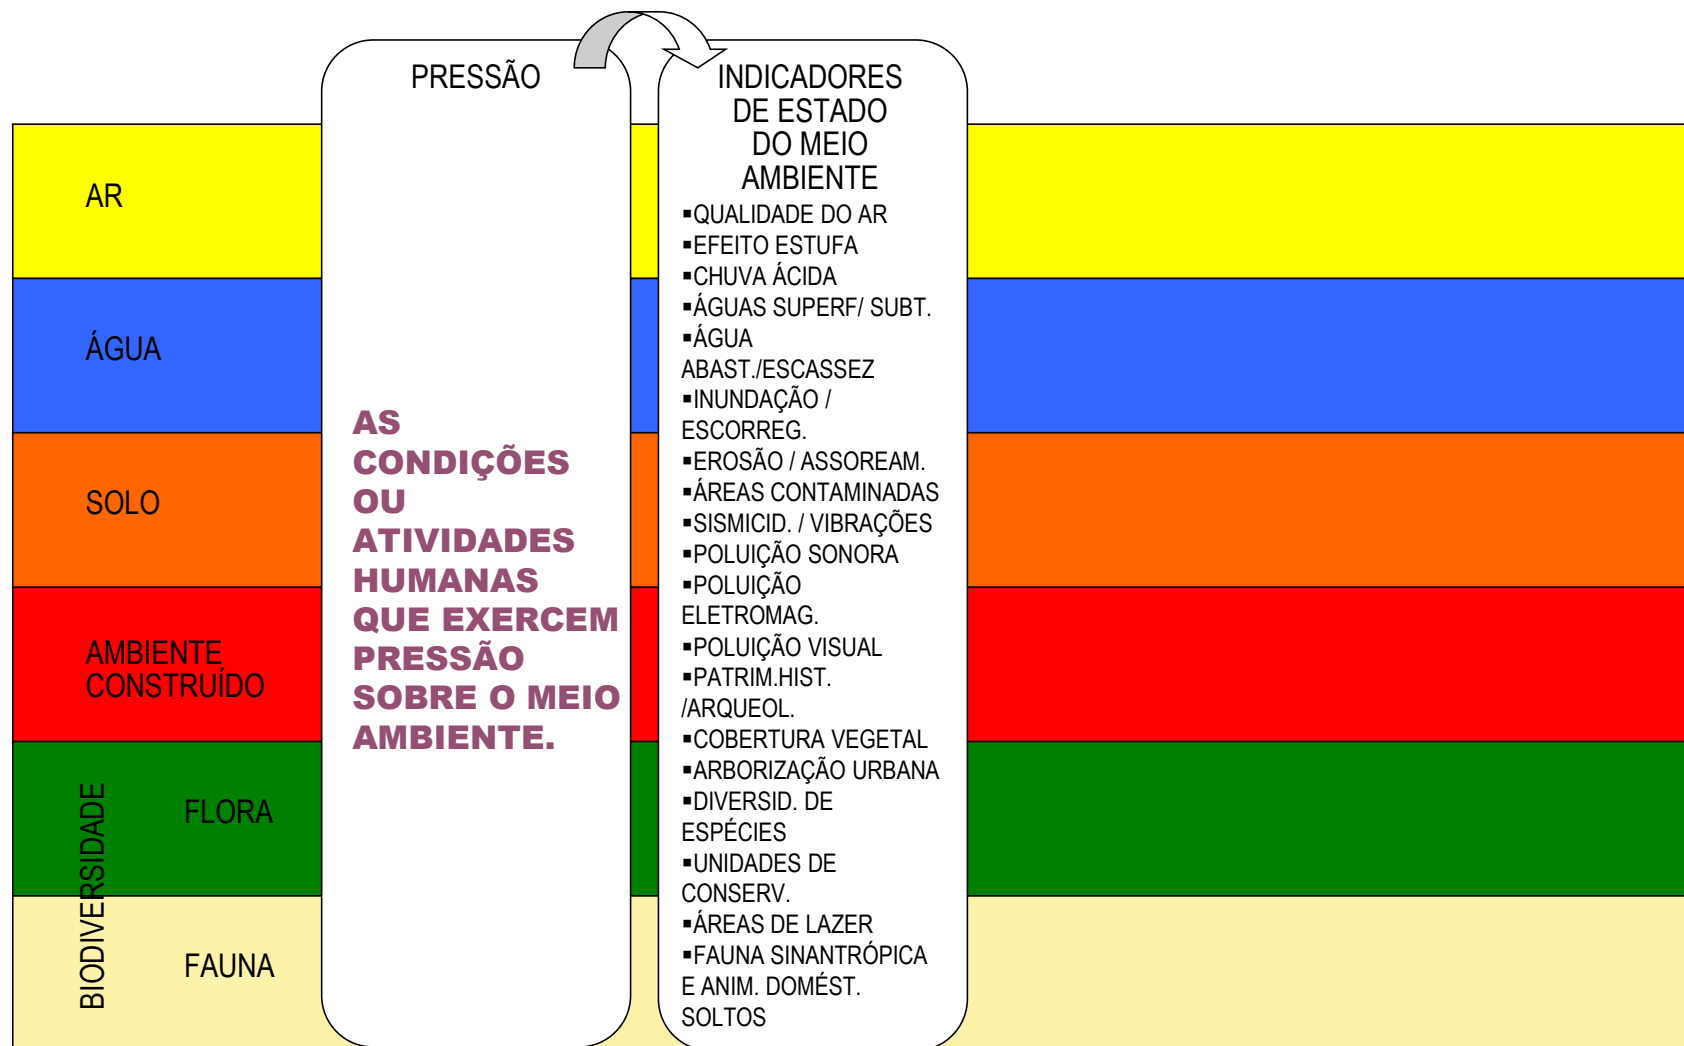 PRESSÃO
INDICADORES
DE ESTADO
DO MEIO
AMBIENTE
AR
ÁGUA
SOLO
AMBIENTE
CONSTRUÍDO
BIODIVERSIDADE
FLORA
FAUNA
AS
CONDIÇÕES
OU
ATIVIDADES
HUMANAS
QUE EXERCEM
PRESSÃO
SOBRE O MEIO
AMBIENTE.
▪QUALIDADE DO AR
▪EFEITO ESTUFA
▪CHUVA ÁCIDA
▪ÁGUAS SUPERF/ SUBT.
▪ÁGUA
ABAST./ESCASSEZ
▪INUNDAÇÃO /
ESCORREG.
▪EROSÃO / ASSOREAM.
▪ÁREAS CONTAMINADAS
▪SISMICID. / VIBRAÇÕES
▪POLUIÇÃO SONORA
▪POLUIÇÃO
ELETROMAG.
▪POLUIÇÃO VISUAL
▪PATRIM.HIST.
/ARQUEOL.
▪COBERTURA VEGETAL
▪ARBORIZAÇÃO URBANA
▪DIVERSID. DE
ESPÉCIES
▪UNIDADES DE
CONSERV.
▪ÁREAS DE LAZER
▪FAUNA SINANTRÓPICA
E ANIM. DOMÉST.
SOLTOS